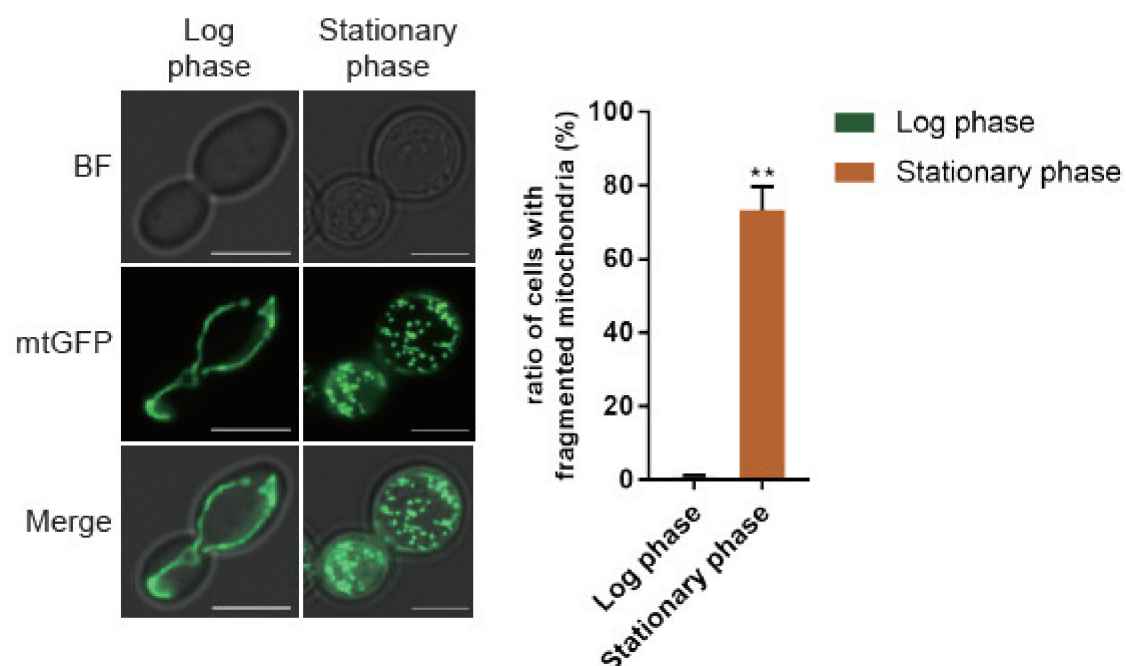 Log
phase
Stationary
phase
BF
mtGFP
Merge
ratio of cells with
fragmented mitochondria (%)
100
80
60
40
20
0
**
Log phase
Stationary phase
Log phase
Stationary phase